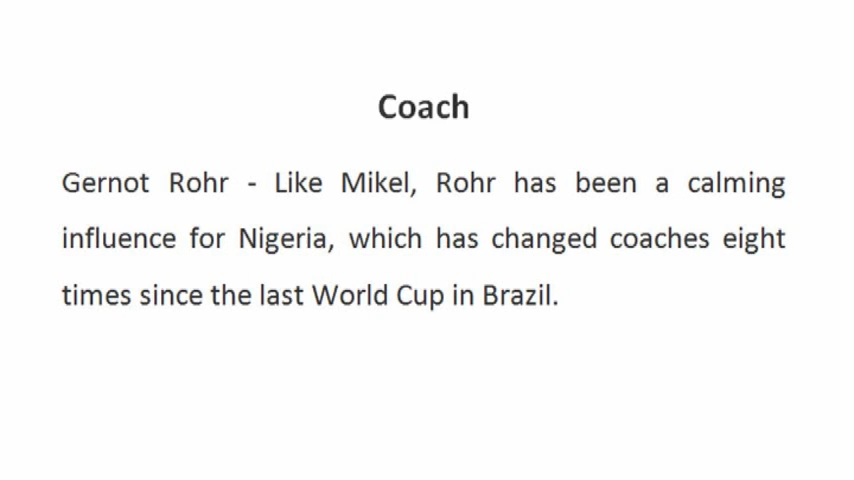 Coach
Gernot Rohr - Like Mikel, Rohr has been a calming
influence for Nigeria, which has changed coaches eight
times since the last World Cup in Brazil.